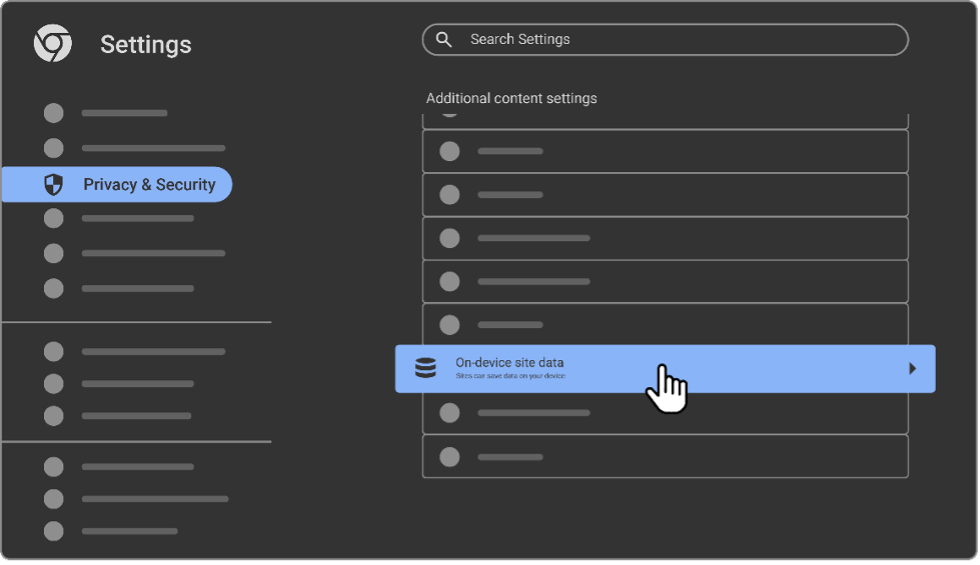 Settings
Search Settings
Additional content settings
Privacy & Security
On-device site data
Sites can save data on your device